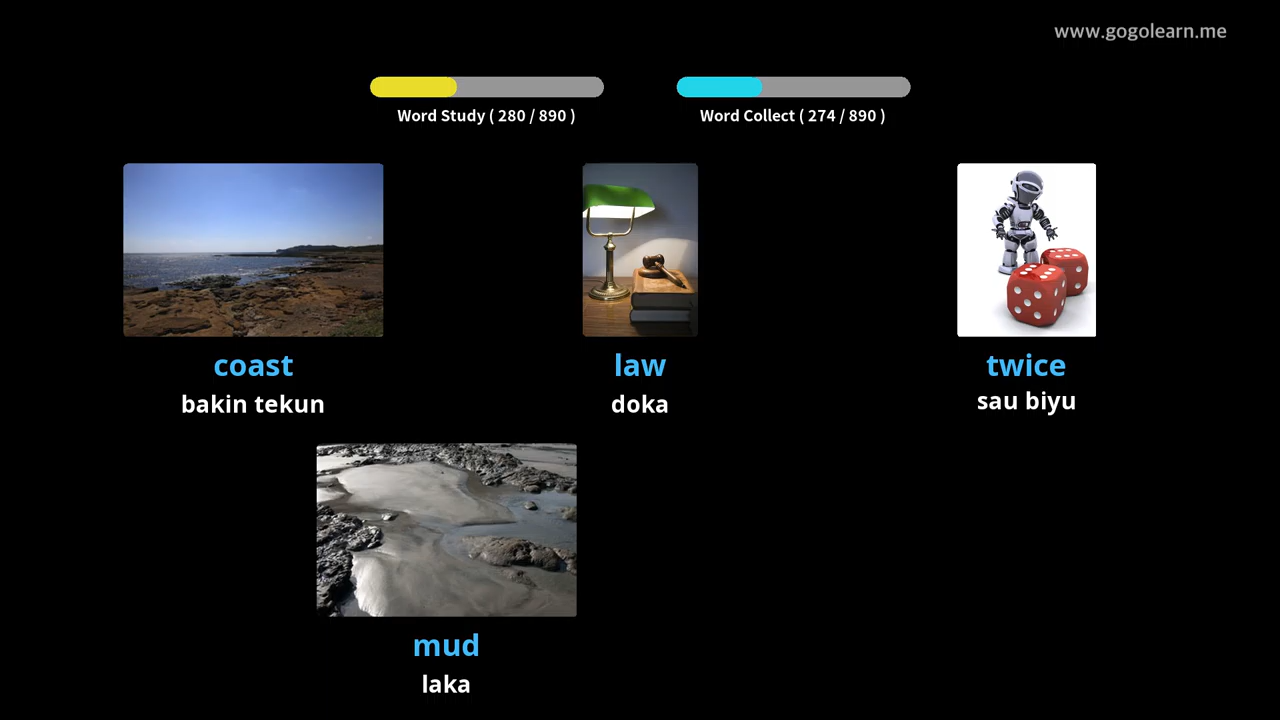 www.gogolearn.me
Word Study ( 280 / 890 )
Word Collect ( 274 / 890 )
coast
bakin tekun
law
doka
twice
sau biyu
mud
laka